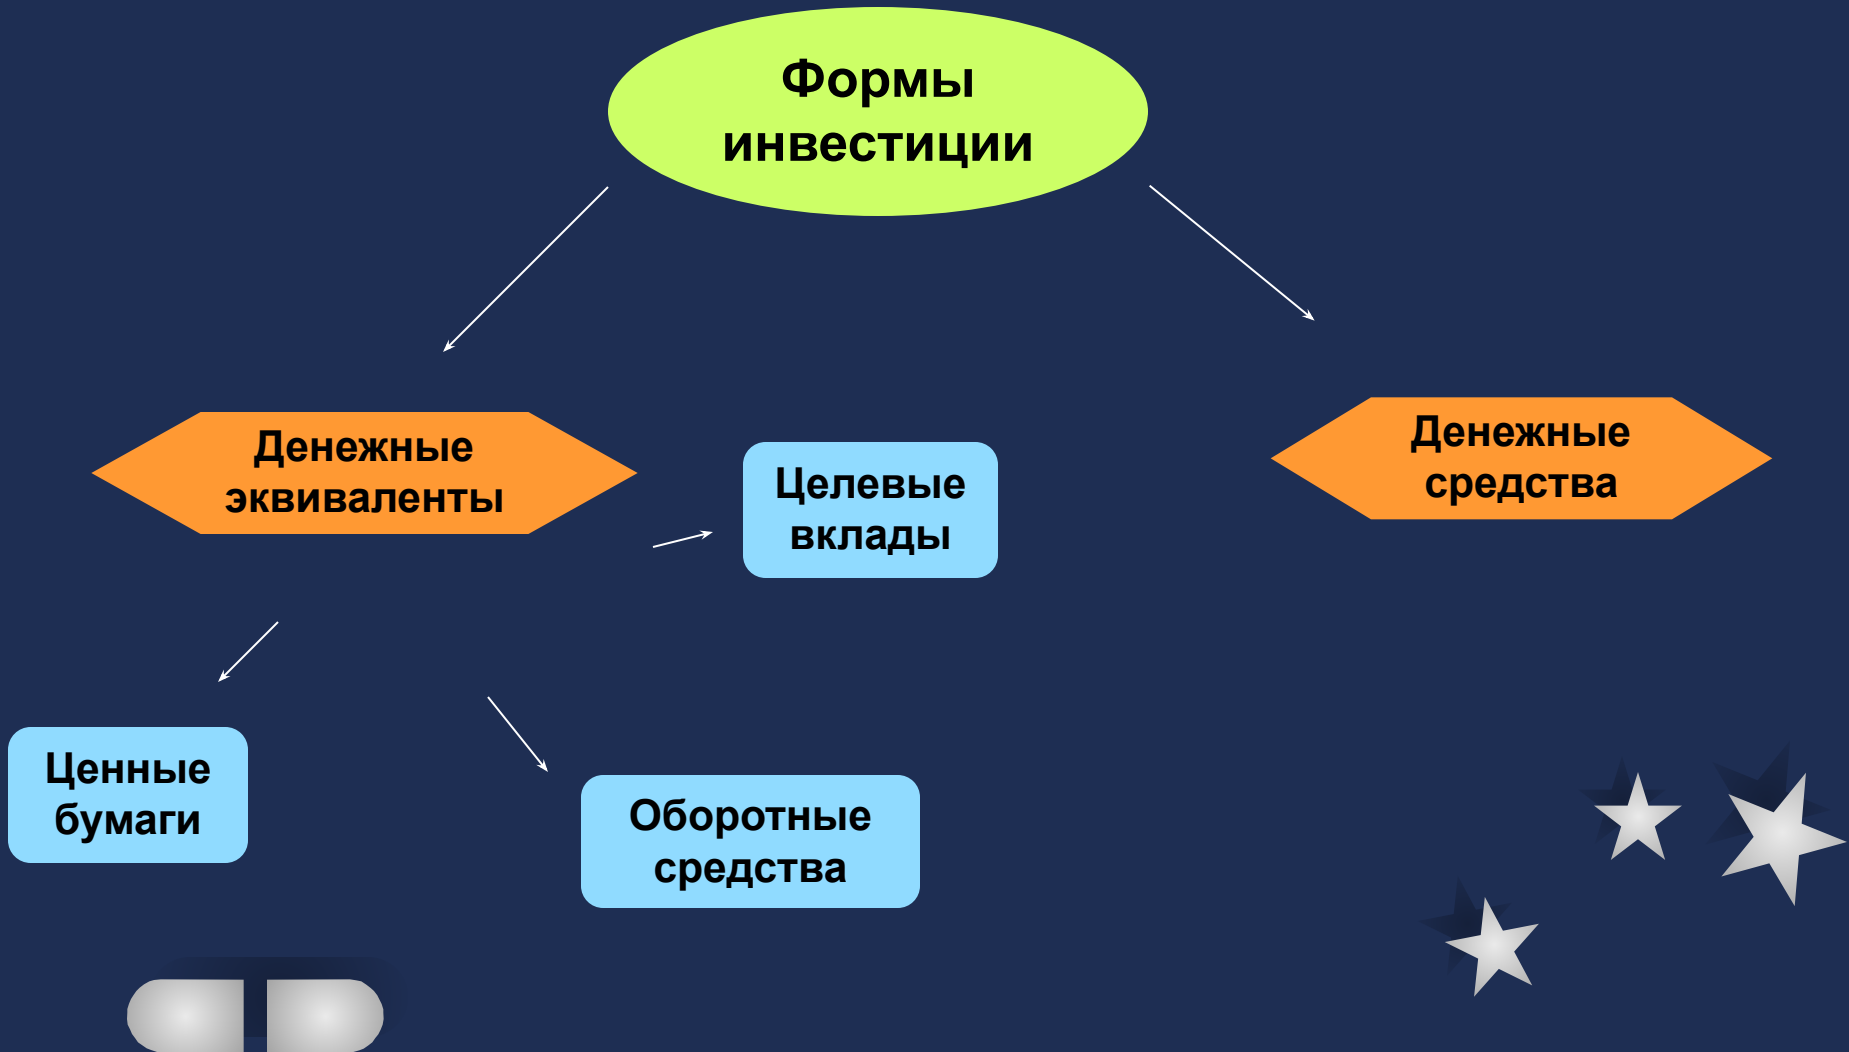 Формы
инвестиции
Денежные
эквиваленты
Целевые
вклады
Денежные
средства
Ценные
бумаги
Оборотные
средства